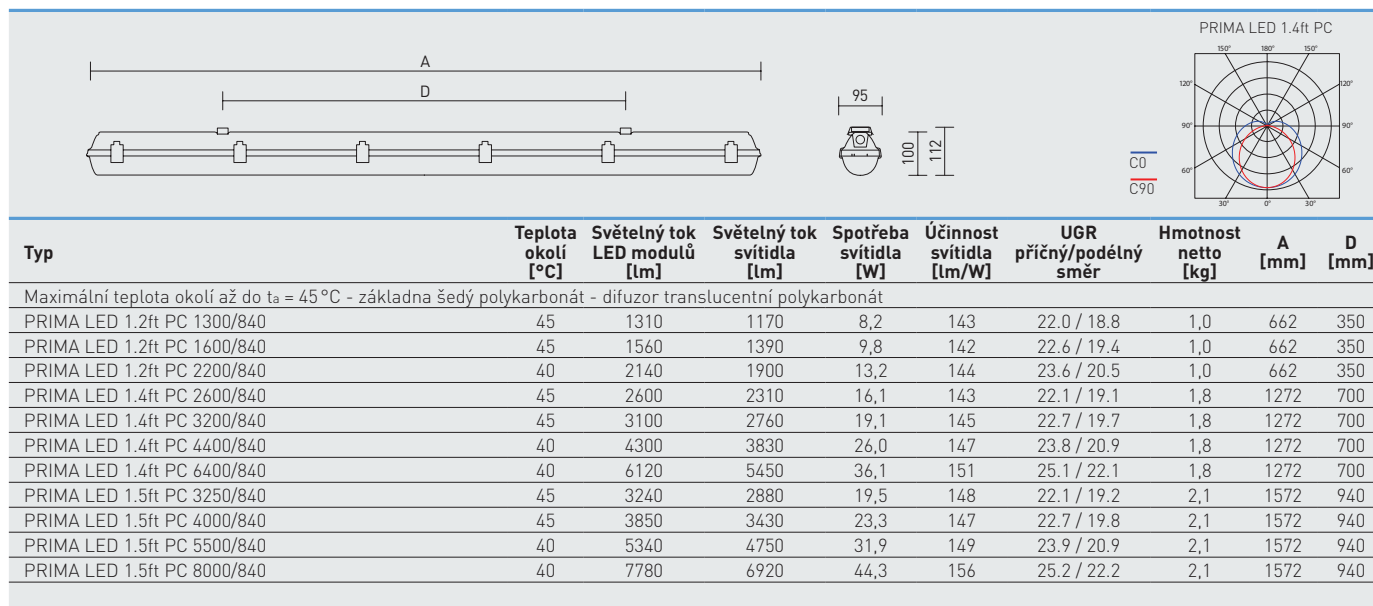 PRIMA LED 1.4ft PC
150° 180° 150°
120° 120°
90° 90°
60° 60°
30° 0° 30°
C0
C90
A
D
95
100
112
Typ
Teplota okolí [°C]
Světelný tok LED modulů [lm]
Světelný tok svítidla [lm]
Spotřeba svítidla [W]
Účinnost svítidla [lm/W]
UGR příčný/podélný směr
Hmotnost netto [kg]
A [mm]
D [mm]
Maximální teplota okolí až do ta = 45°C - základna šedý polykarbonát - difuzor translucentní polykarbonát
PRIMA LED 1.2ft PC 1300/840 45 1310 1170 8,2 143 22.0 / 18.8 1,0 662 350
PRIMA LED 1.2ft PC 1600/840 45 1560 1390 9,8 142 22.6 / 19.4 1,0 662 350
PRIMA LED 1.2ft PC 2200/840 40 2140 1900 13,2 144 23.6 / 20.5 1,0 662 350
PRIMA LED 1.4ft PC 2600/840 45 2600 2310 16,1 143 22.1 / 19.1 1,8 1272 700
PRIMA LED 1.4ft PC 3200/840 45 3100 2760 19,1 145 22.7 / 19.7 1,8 1272 700
PRIMA LED 1.4ft PC 4400/840 40 4300 3830 26,0 147 23.8 / 20.9 1,8 1272 700
PRIMA LED 1.4ft PC 6400/840 40 6120 5450 36,1 151 25.1 / 22.1 1,8 1272 700
PRIMA LED 1.5ft PC 3250/840 45 3240 2880 19,5 148 22.1 / 19.2 2,1 1572 940
PRIMA LED 1.5ft PC 4000/840 45 3850 3430 23,3 147 22.7 / 19.8 2,1 1572 940
PRIMA LED 1.5ft PC 5500/840 40 5340 4750 31,9 149 23.9 / 20.9 2,1 1572 940
PRIMA LED 1.5ft PC 8000/840 40 7780 6920 44,3 156 25.2 / 22.2 2,1 1572 940